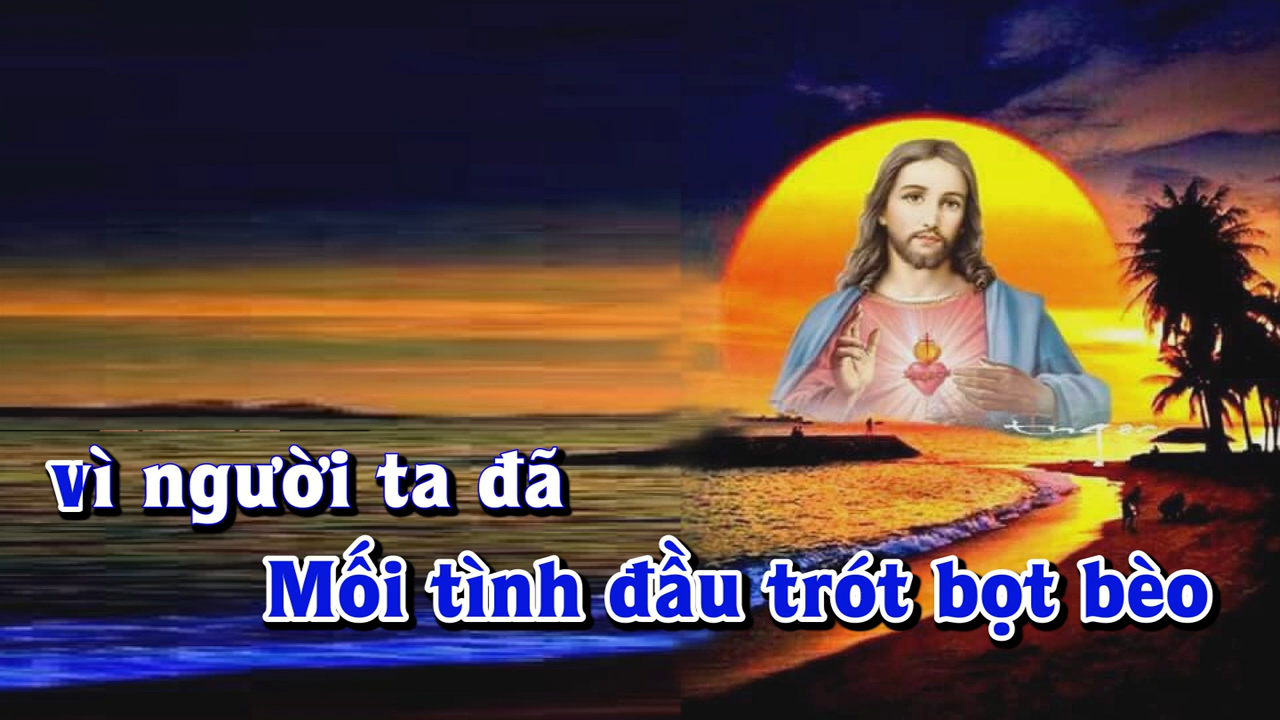 vì người ta đã
Mối tình đầu trót bọt bèo